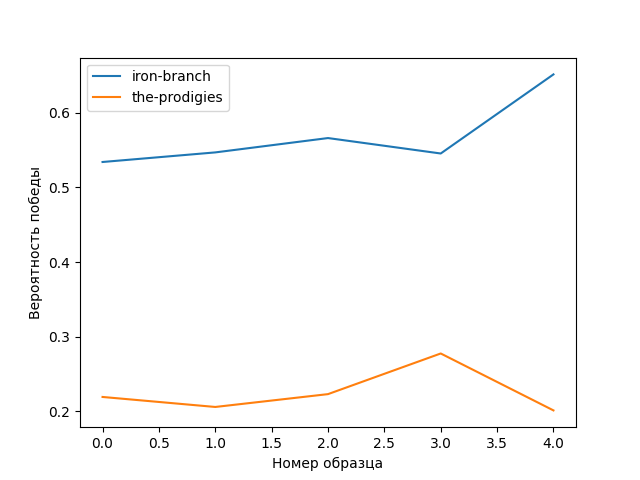 iron-branch
the-prodigies
Вероятность победы
0.6
0.5
0.4
0.3
0.2
0.0 0.5 1.0 1.5 2.0 2.5 3.0 3.5 4.0
Номер образца